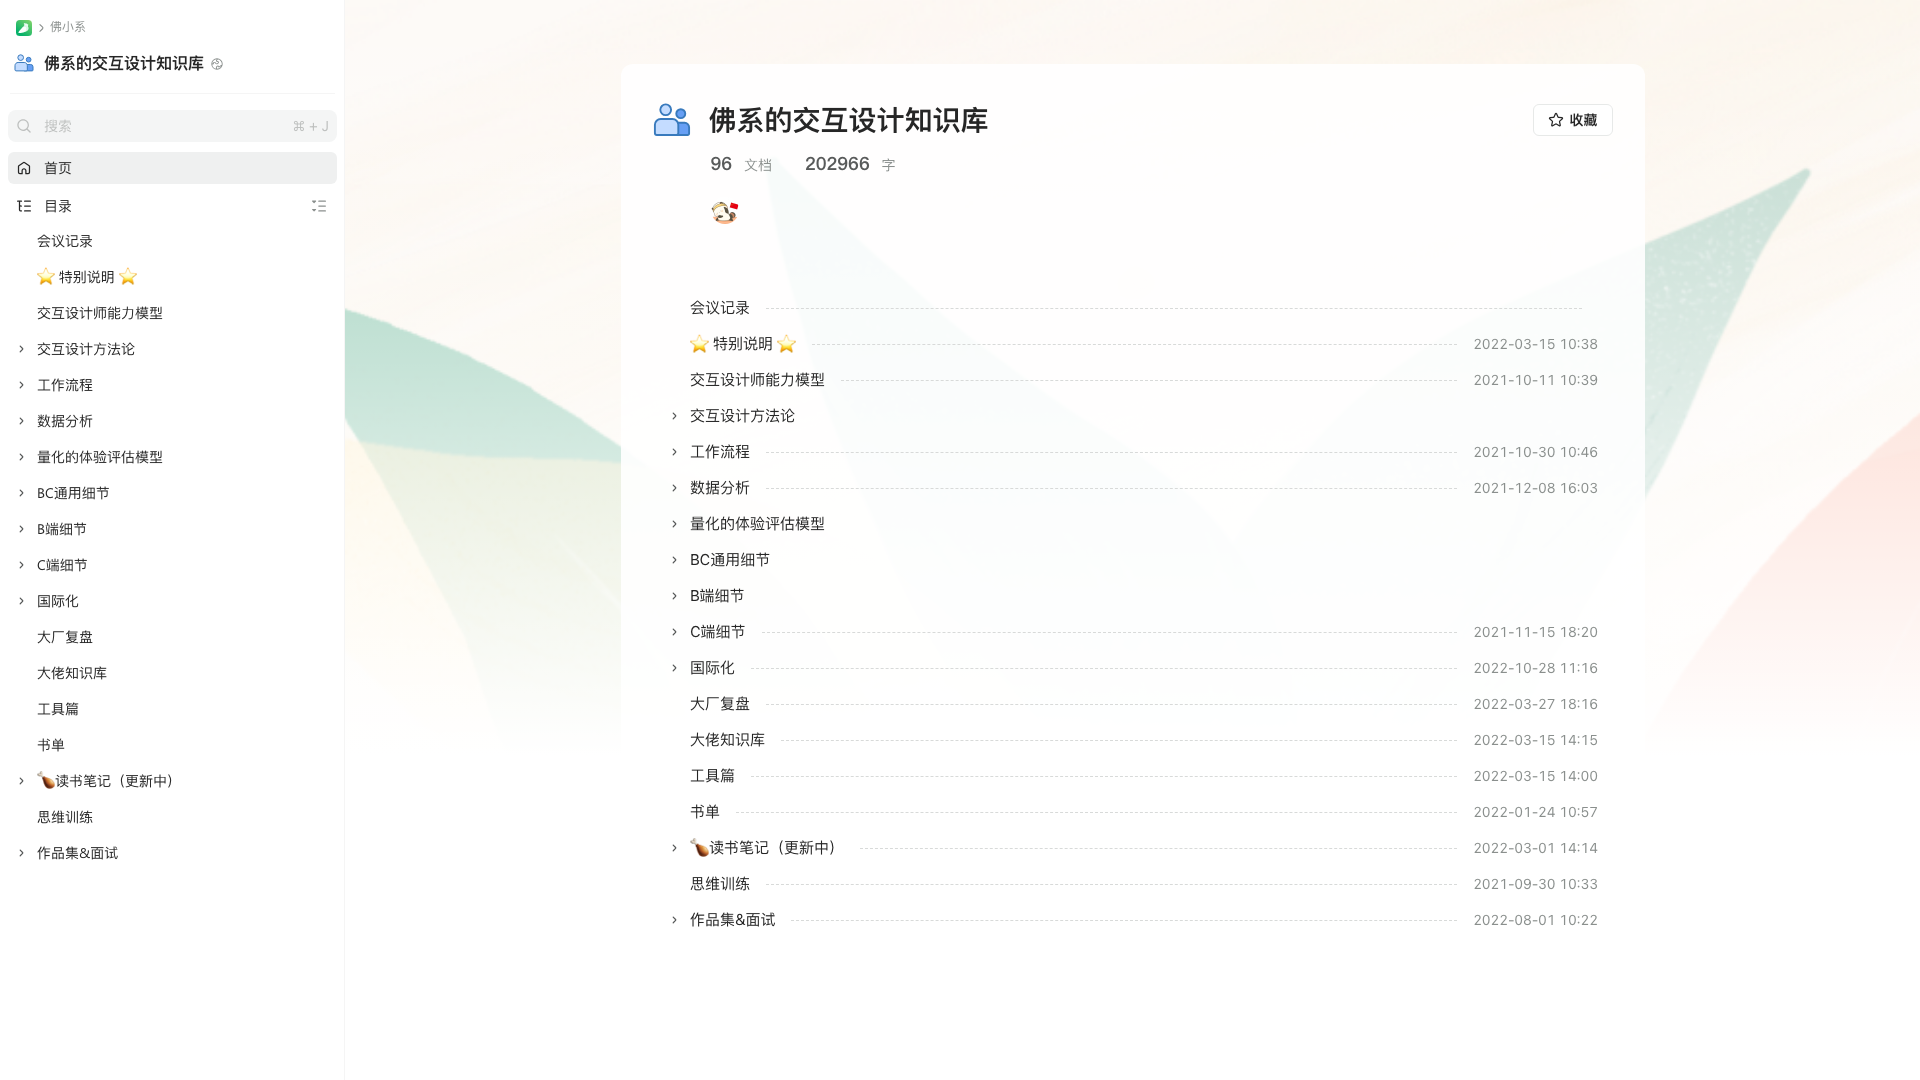 佛小系
佛系的交互设计知识库
搜索 ⌘ + J
首页
目录
会议记录
⭐ 特别说明 ⭐
交互设计师能力模型
交互设计方法论
工作流程
数据分析
量化的体验评估模型
BC通用细节
B端细节
C端细节
国际化
大厂复盘
大佬知识库
工具篇
书单
🍗读书笔记（更新中）
思维训练
作品集&面试
佛系的交互设计知识库
收藏
96 文档 202966 字
会议记录
⭐ 特别说明 ⭐ 2022-03-15 10:38
交互设计师能力模型 2021-10-11 10:39
交互设计方法论
工作流程 2021-10-30 10:46
数据分析 2021-12-08 16:03
量化的体验评估模型
BC通用细节
B端细节
C端细节 2021-11-15 18:20
国际化 2022-10-28 11:16
大厂复盘 2022-03-27 18:16
大佬知识库 2022-03-15 14:15
工具篇 2022-03-15 14:00
书单 2022-01-24 10:57
🍗读书笔记（更新中） 2022-03-01 14:14
思维训练 2021-09-30 10:33
作品集&面试 2022-08-01 10:22